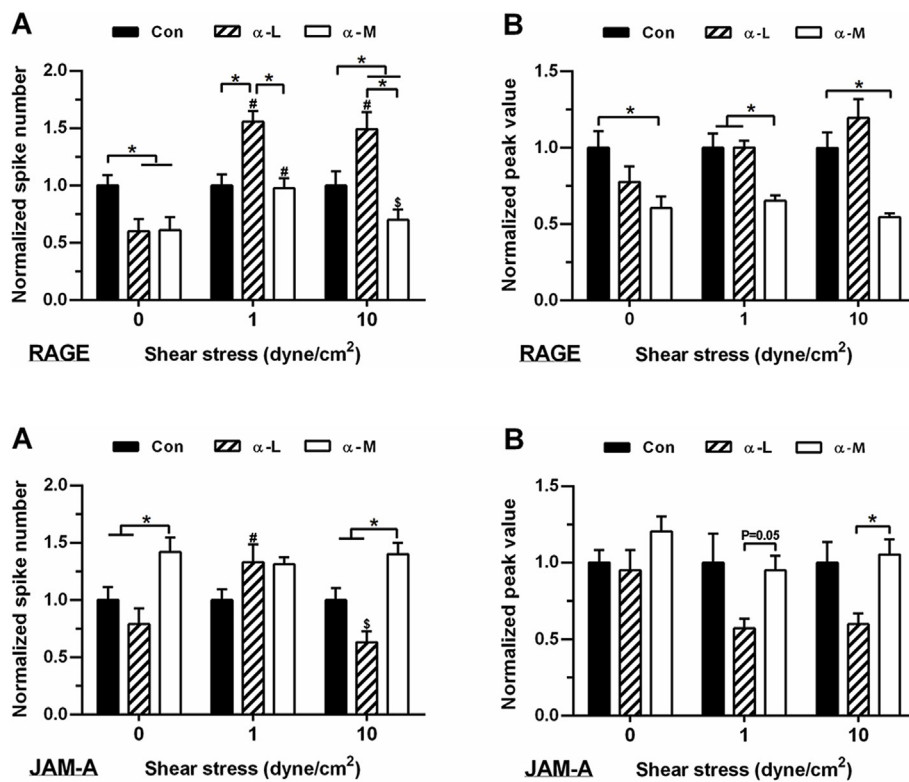 A
Con α-L α-M
Normalized spike number
2.0
1.5
1.0
0.5
0.0
* * * * *
# # # $
0 1 10
RAGE
Shear stress (dyne/cm²)
B
Con α-L α-M
Normalized peak value
1.5
1.0
0.5
0.0
* * *
0 1 10
RAGE
Shear stress (dyne/cm²)
A
Con α-L α-M
Normalized spike number
2.0
1.5
1.0
0.5
0.0
* *
# $
0 1 10
JAM-A
Shear stress (dyne/cm²)
B
Con α-L α-M
Normalized peak value
1.5
1.0
0.5
0.0
P=0.05 *
0 1 10
JAM-A
Shear stress (dyne/cm²)